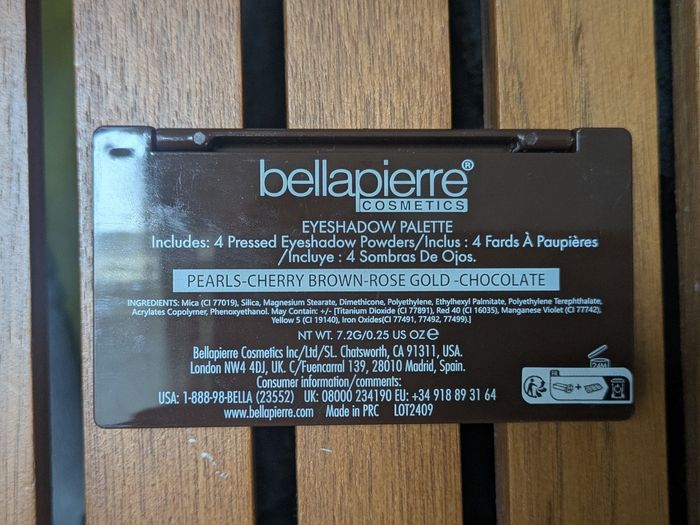 bellapierre®
COSMETICS
EYESHADOW PALETTE
Includes: 4 Pressed Eyeshadow Powders/Inclus : 4 Fards À Paupières
/Incluye : 4 Sombras De Ojos.
PEARLS-CHERRY BROWN-ROSE GOLD -CHOCOLATE
INGREDIENTS: Mica (CI 77019), Silica, Magnesium Stearate, Dimethicone, Polyethylene, Ethylhexyl Palmitate, Polyethylene Terephthalate,
Acrylates Copolymer, Phenoxyethanol. May Contain: +/- [Titanium Dioxide (CI 77891), Red 40 (CI 16035), Manganese Violet (CI 77742),
Yellow 5 (CI 19140), Iron Oxides(CI 77491, 77492, 77499).]
NT WT. 7.2G/0.25 US OZ℮
Bellapierre Cosmetics Inc/Ltd/SL. Chatsworth, CA 91311, USA.
London NW4 4DJ, UK. C/Fuencarral 139, 28010 Madrid, Spain.
Consumer information/comments:
USA: 1-888-98-BELLA (23552) UK: 08000 234190 EU: +34 918 89 31 64
www.bellapierre.com Made in PRC LOT2409
24M
FR